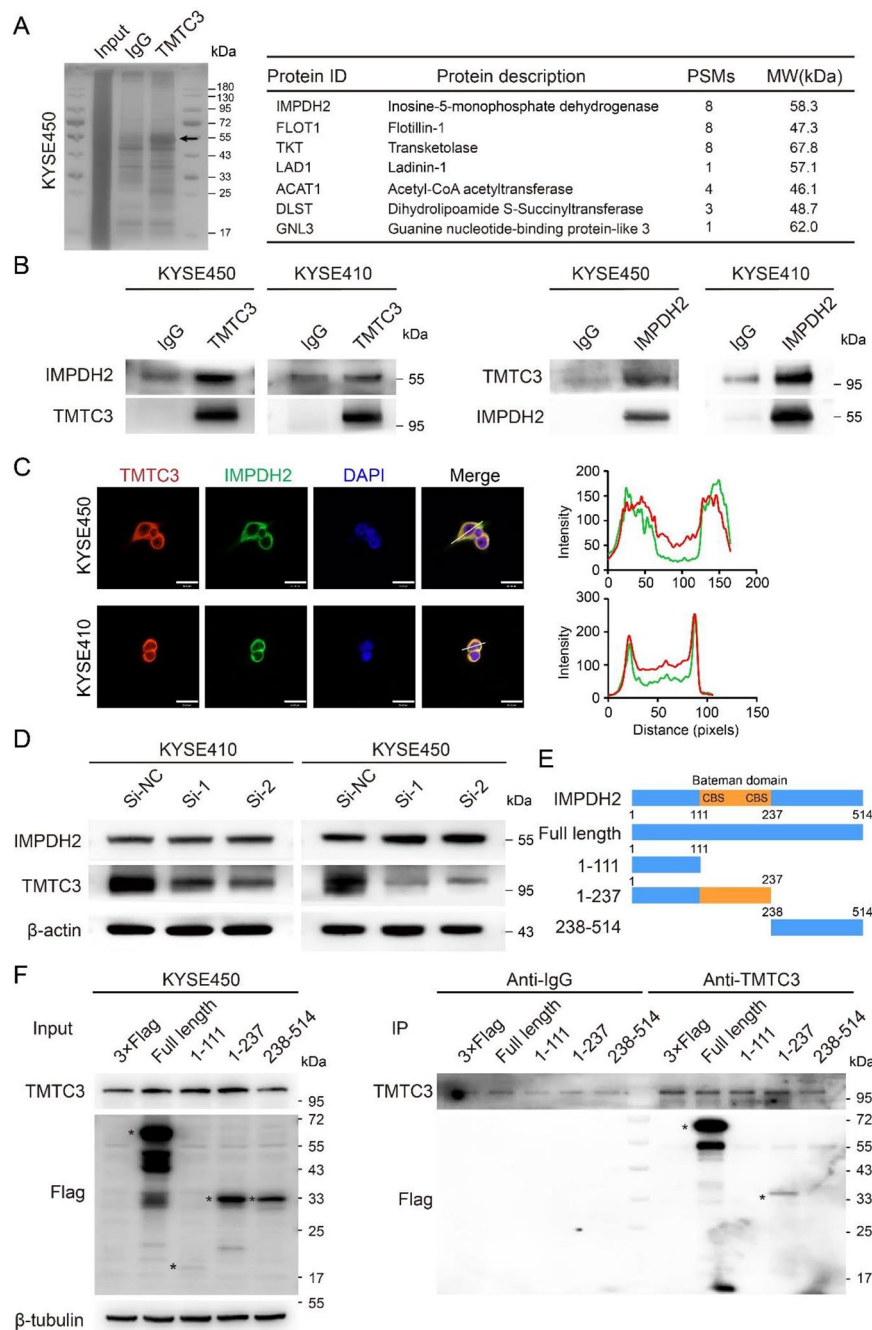 A
Input
IgG
TMTC3
kDa
KYSE450
180
130
95
72
55
43
33
25
17
Protein ID Protein description PSMs MW(kDa)
IMPDH2 Inosine-5-monophosphate dehydrogenase 8 58.3
FLOT1 Flotillin-1 8 47.3
TKT Transketolase 8 67.8
LAD1 Ladinin-1 1 57.1
ACAT1 Acetyl-CoA acetyltransferase 4 46.1
DLST Dihydrolipoamide S-Succinyltransferase 3 48.7
GNL3 Guanine nucleotide-binding protein-like 3 1 62.0
B
KYSE450 KYSE410
IgG TMTC3 IgG TMTC3 kDa
IMPDH2 55
TMTC3 95
KYSE450 KYSE410
IgG IMPDH2 IgG IMPDH2 kDa
TMTC3 95
IMPDH2 55
C
TMTC3 IMPDH2 DAPI Merge
KYSE450
KYSE410
Intensity
200
150
100
50
0
0 50 100 150 200
Intensity
300
200
100
0
0 50 100 150
Distance (pixels)
D
KYSE410 KYSE450
Si-NC Si-1 Si-2 Si-NC Si-1 Si-2 kDa
IMPDH2 55
TMTC3 95
β-actin 43
E
Bateman domain
IMPDH2 CBS CBS
1 111 237 514
Full length
1 111
1-111
1 237
1-237
238 514
238-514
F
KYSE450
Input 3×Flag Full length 1-111 1-237 238-514 kDa
TMTC3 95
Flag
* * * *
72
55
43
33
25
17
55
β-tubulin
Anti-IgG Anti-TMTC3
IP 3×Flag Full length 1-111 1-237 238-514 3×Flag Full length 1-111 1-237 238-514 kDa
TMTC3 95
Flag
* *
72
55
43
33
25
17